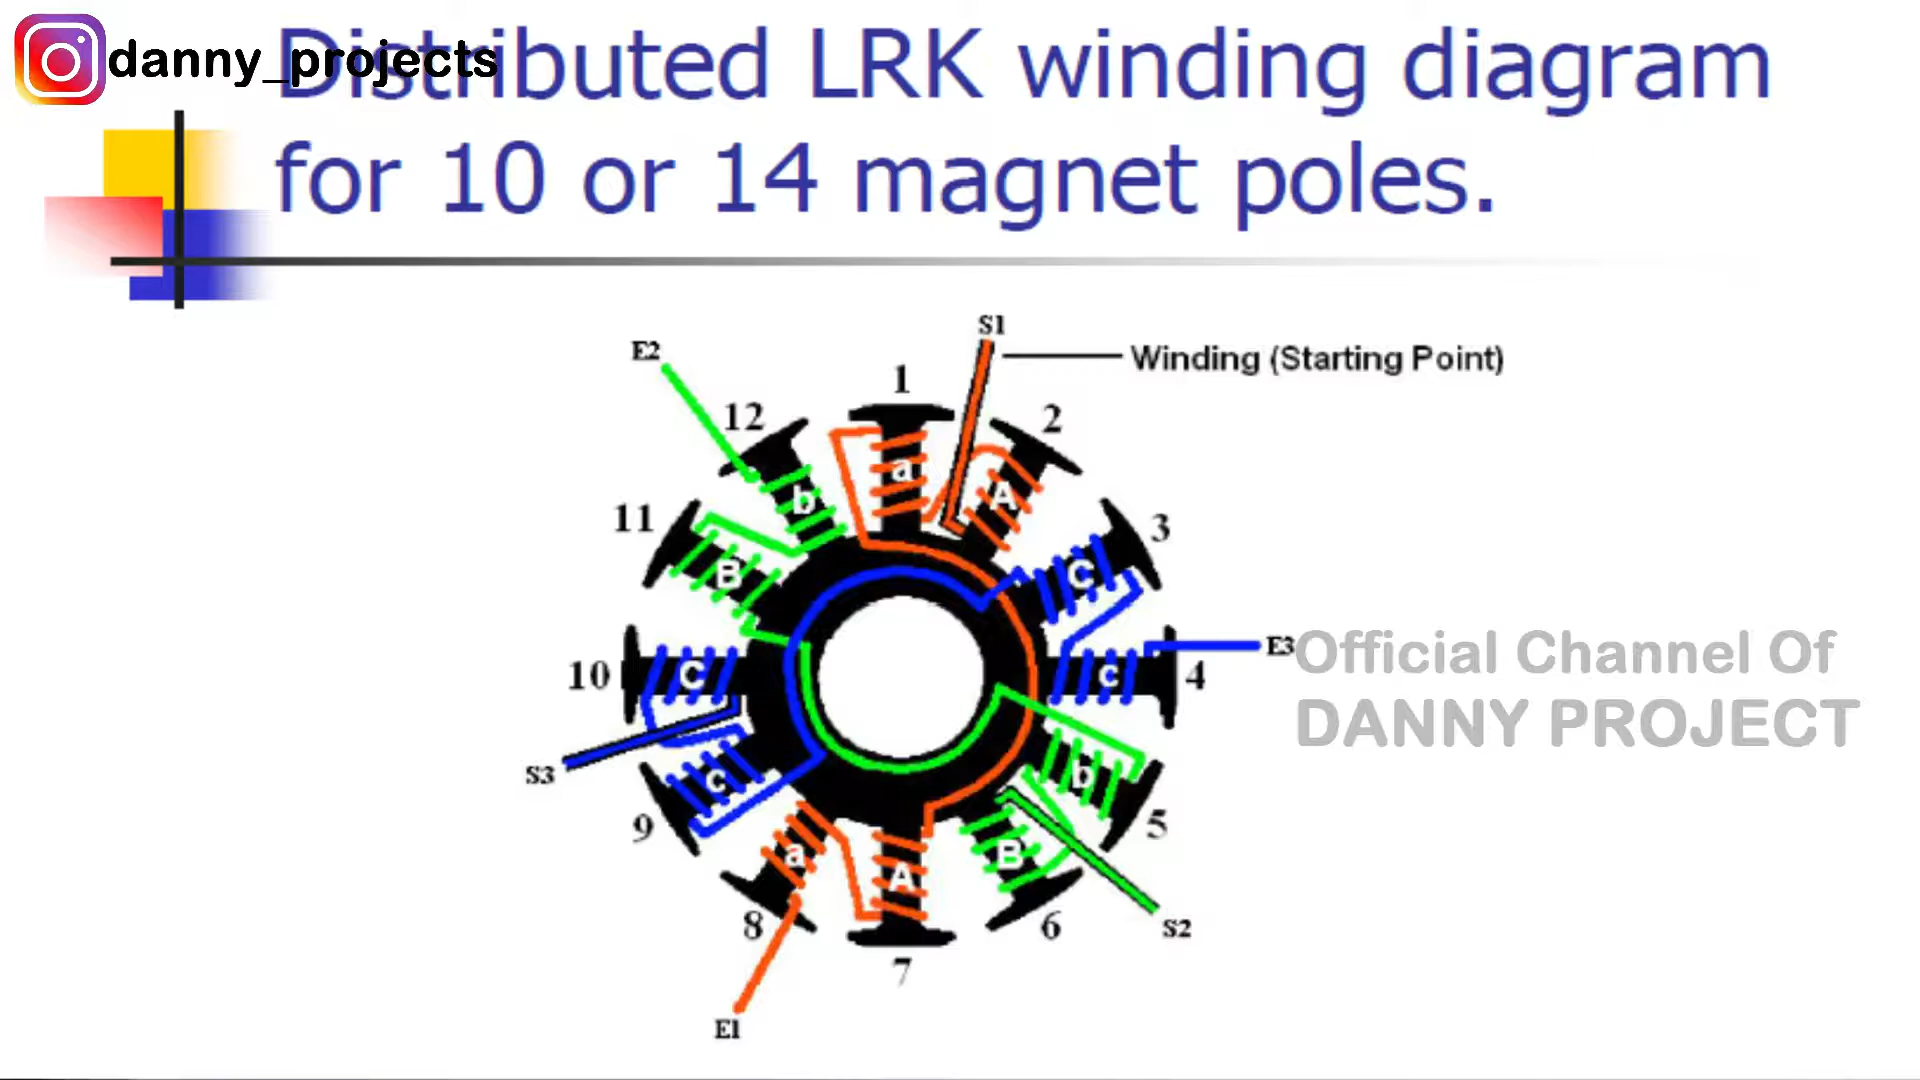 danny_projects
Distributed LRK winding diagram
for 10 or 14 magnet poles.
S1
Winding (Starting Point)
E2
1
12
2
a
A
b
11
3
B
C
10
C
c
4
E3
Official Channel Of
DANNY PROJECT
S3
c
b
9
5
a
A
B
8
6
S2
7
E1